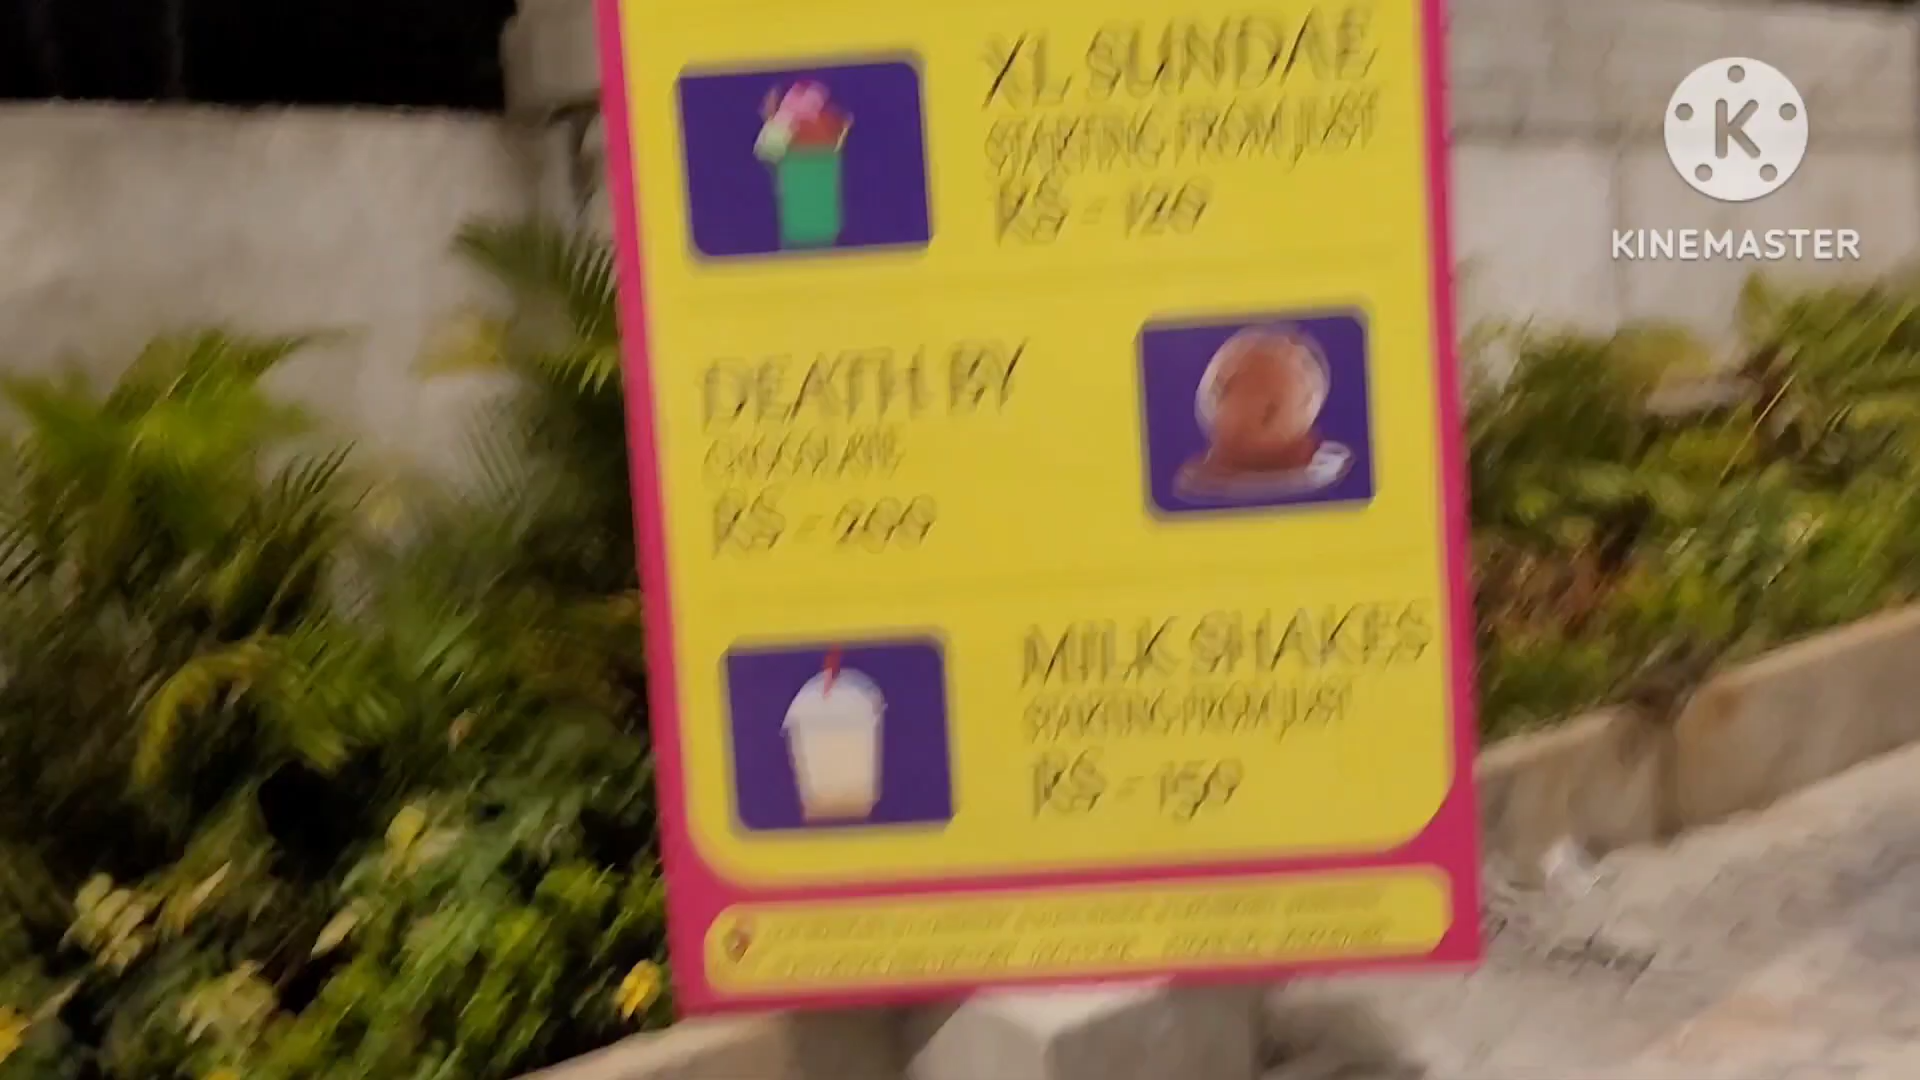 XL SUNDAE
STARTING FROM JUST
RS - 120
DEATH BY
CHOCOLATE
RS - 200
MILK SHAKES
STARTING FROM JUST
RS - 150
K
KINEMASTER